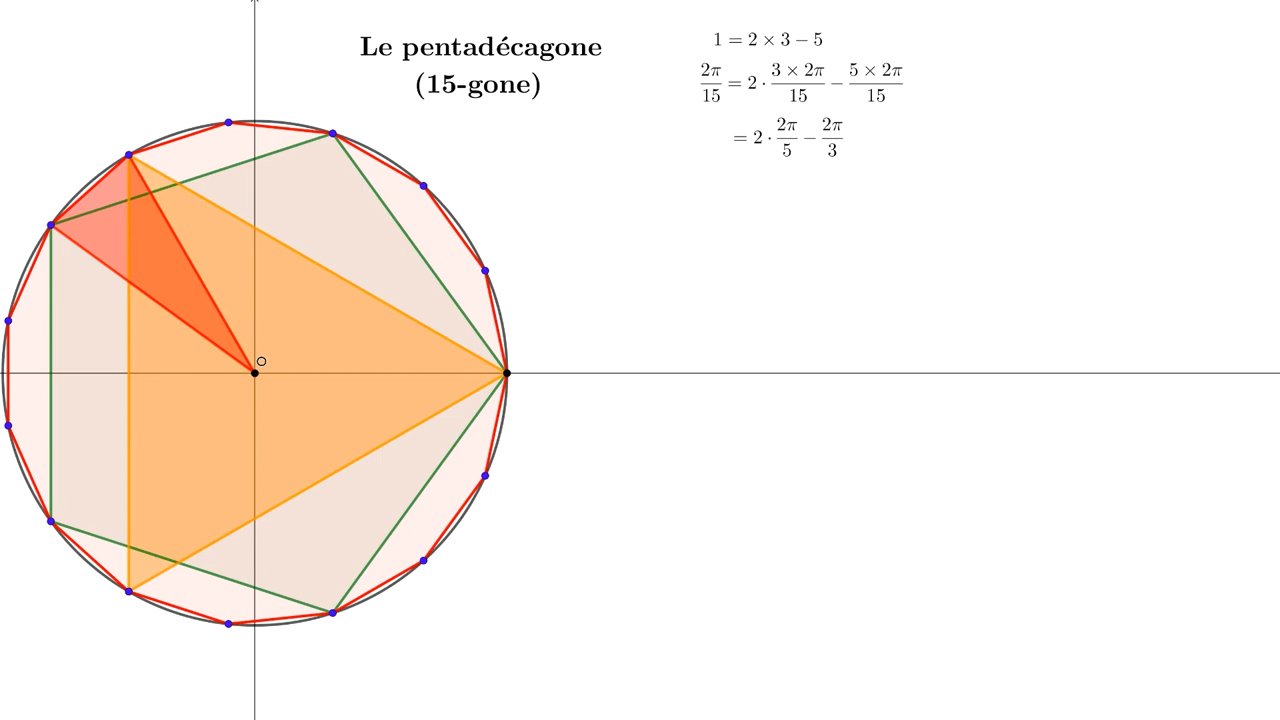 Le pentadécagone
(15-gone)
1 = 2 × 3 − 5
2π/15 = 2 · (3 × 2π)/15 − (5 × 2π)/15
= 2 · 2π/5 − 2π/3
O